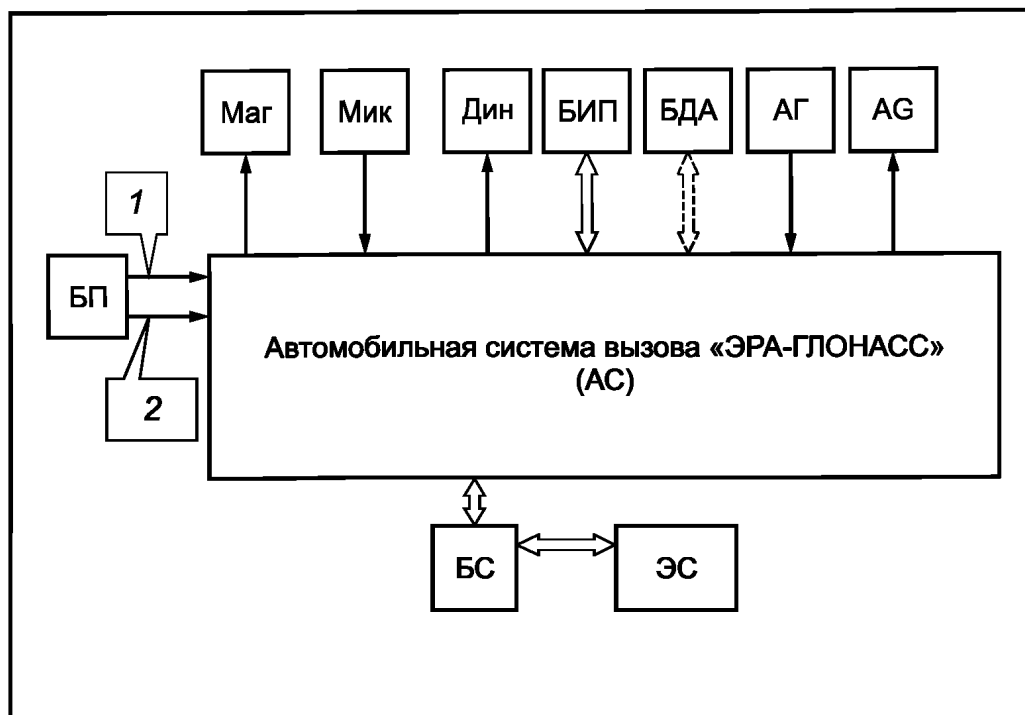 Маг
Мик
Дин
БИП
БДА
АГ
AG
1
БП
2
Автомобильная система вызова «ЭРА-ГЛОНАСС»
(АС)
БС
ЭС